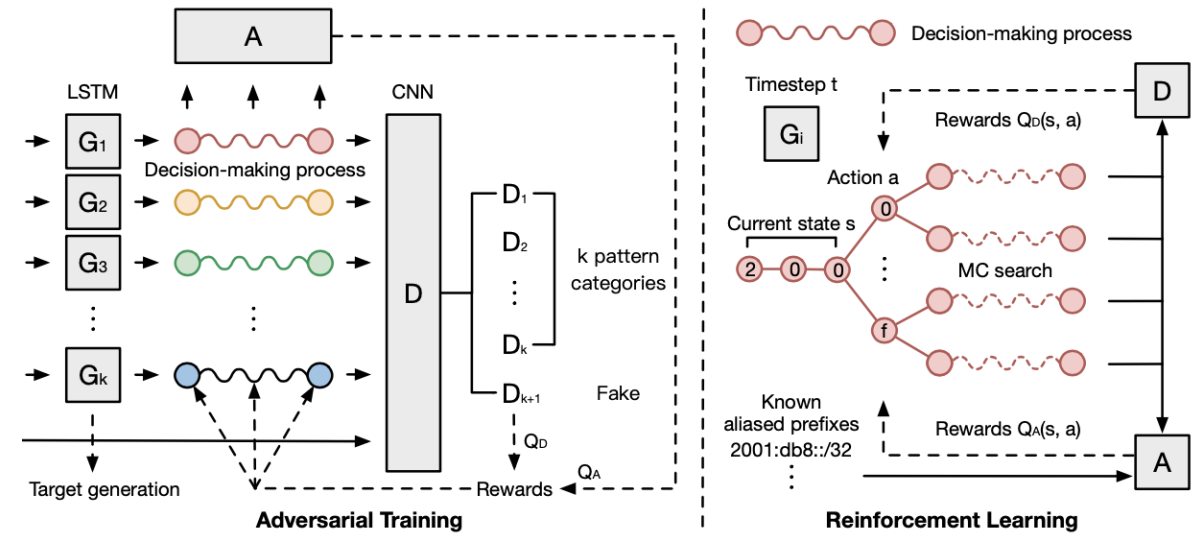 A
LSTM
CNN
G1
Decision-making process
G2
G3
⋮
⋮
Gk
D
D1
D2
⋮
Dk
Dk+1
k pattern
categories
Fake
QD
QA
Target generation
Rewards
Adversarial Training
Decision-making process
Timestep t
Gi
D
Rewards QD(s, a)
Action a
0
Current state s
2
0
0
⋮
MC search
f
Known
aliased prefixes
2001:db8::/32
⋮
Rewards QA(s, a)
A
Reinforcement Learning